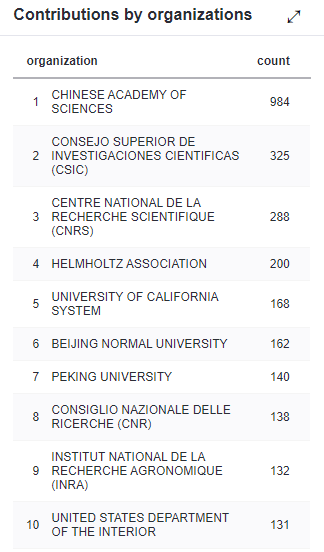 Contributions by organizations
organization count
1 CHINESE ACADEMY OF
SCIENCES 984
2 CONSEJO SUPERIOR DE
INVESTIGACIONES CIENTIFICAS
(CSIC) 325
3 CENTRE NATIONAL DE LA
RECHERCHE SCIENTIFIQUE
(CNRS) 288
4 HELMHOLTZ ASSOCIATION 200
5 UNIVERSITY OF CALIFORNIA
SYSTEM 168
6 BEIJING NORMAL UNIVERSITY 162
7 PEKING UNIVERSITY 140
8 CONSIGLIO NAZIONALE DELLE
RICERCHE (CNR) 138
9 INSTITUT NATIONAL DE LA
RECHERCHE AGRONOMIQUE
(INRA) 132
10 UNITED STATES DEPARTMENT
OF THE INTERIOR 131